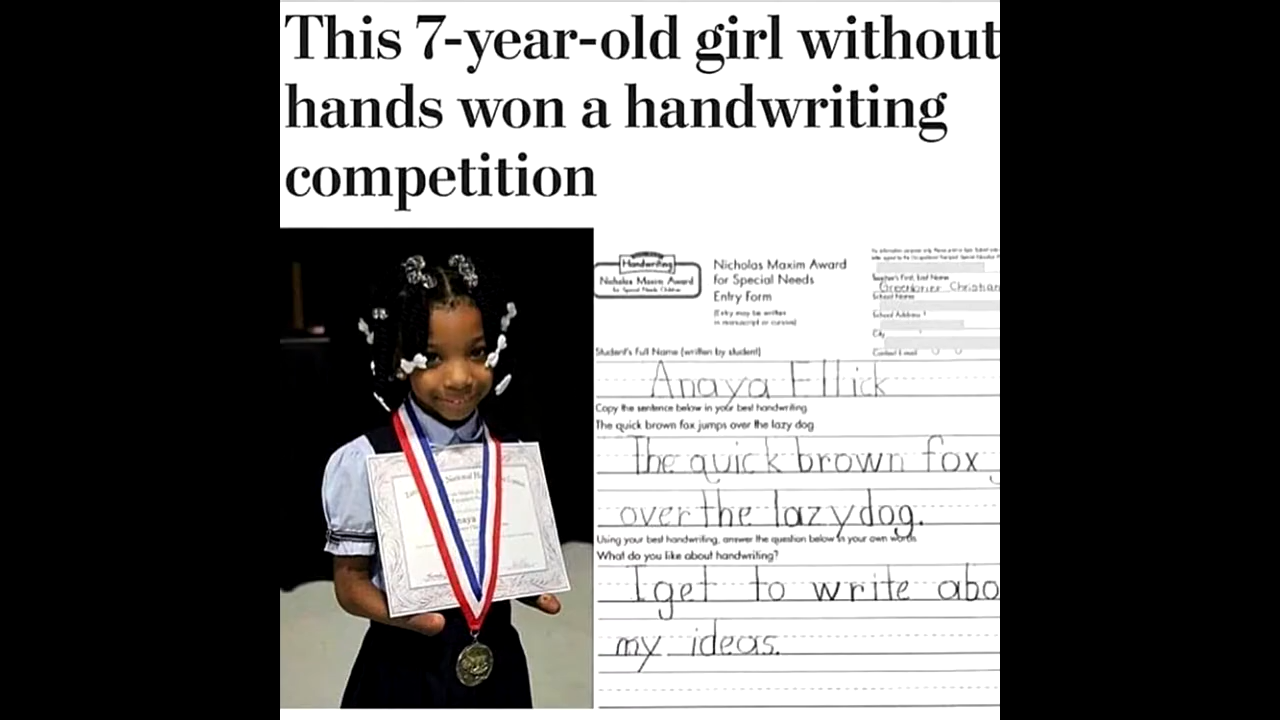 This 7-year-old girl without
hands won a handwriting
competition
Handwriting
Nicholas Maxim Award
for Special Needs Children
Nicholas Maxim Award
for Special Needs
Entry Form
(Entry may be written
in manuscript or cursive)
Greenbrier Christian
School Name
School Address
City
Contact Email
Student's Full Name (written by student)
Anaya Ellick
Copy the sentence below in your best handwriting
The quick brown fox jumps over the lazy dog
The quick brown fox
over the lazy dog.
Using your best handwriting, answer the question below in your own words
What do you like about handwriting?
I get to write abo
my ideas.
National
naya